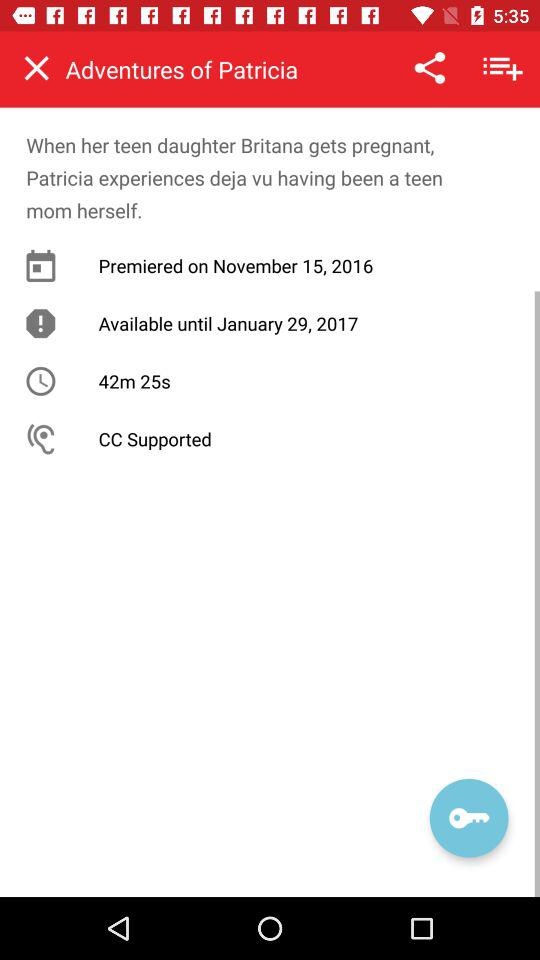 5:35
Adventures of Patricia
When her teen daughter Britana gets pregnant,
Patricia experiences deja vu having been a teen
mom herself.
Premiered on November 15, 2016
Available until January 29, 2017
42m 25s
CC Supported